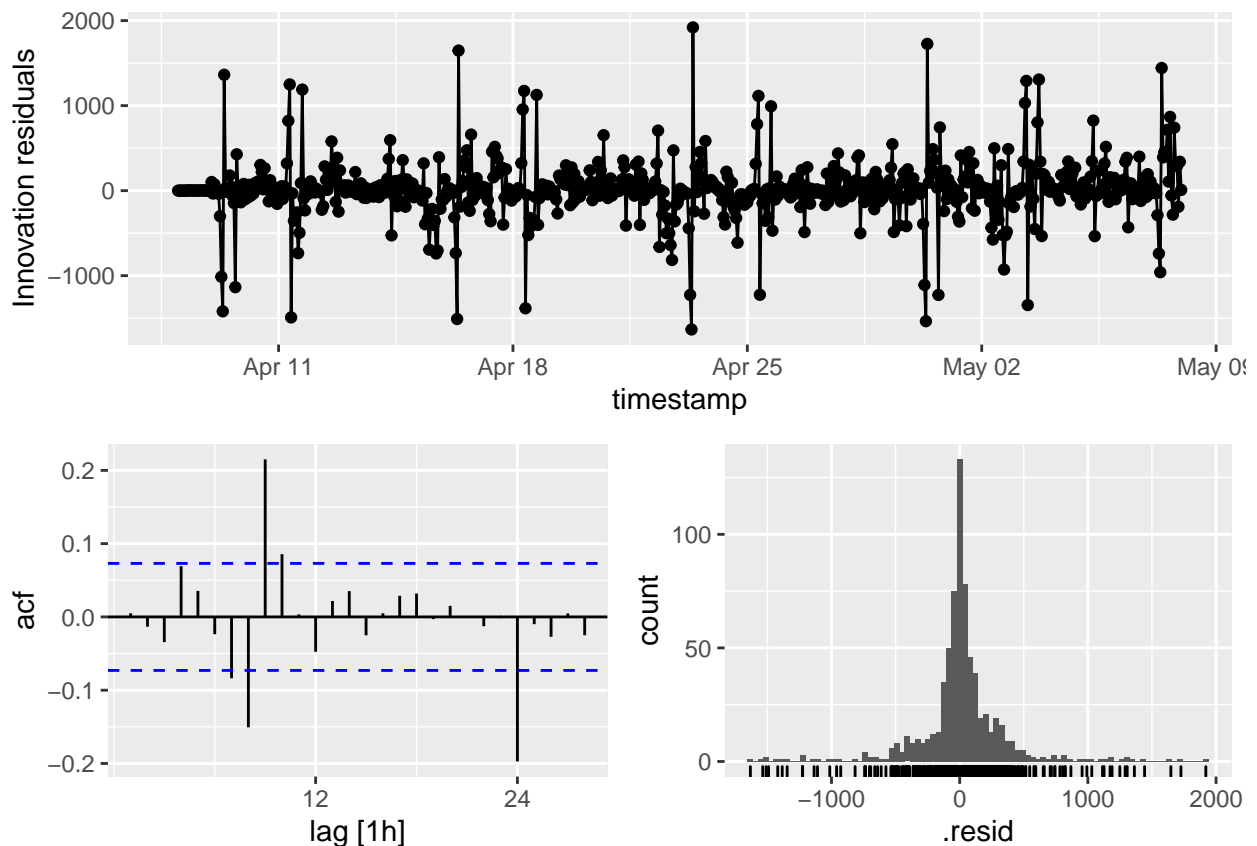 2000
1000
0
−1000
Innovation residuals
Apr 11
Apr 18
Apr 25
May 02
May 09
timestamp
0.2
0.1
0.0
−0.1
−0.2
acf
12
24
lag [1h]
100
50
0
count
−1000
0
1000
2000
.resid